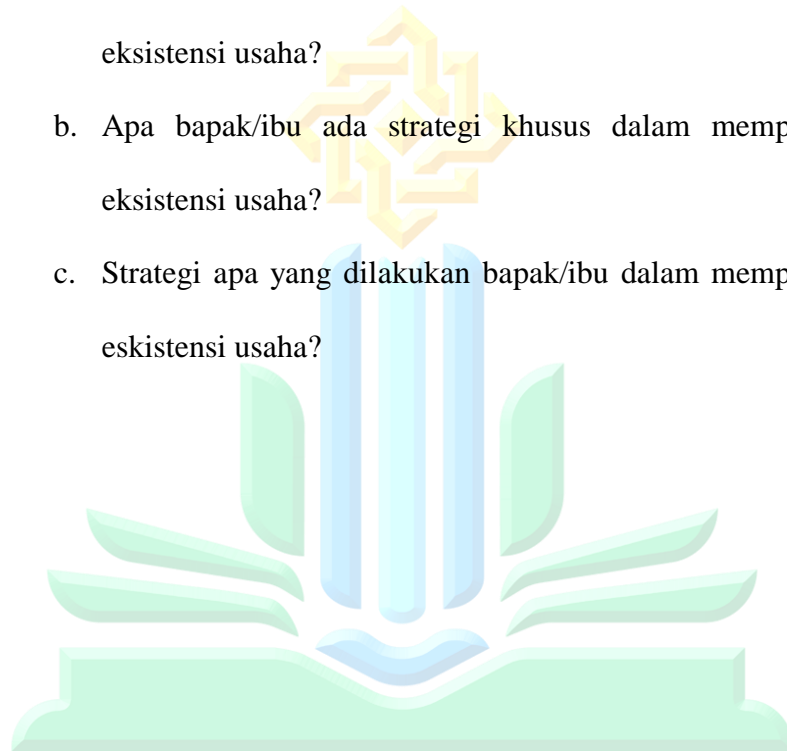 eksistensi usaha?
b. Apa bapak/ibu ada strategi khusus dalam memp
eksistensi usaha?
c. Strategi apa yang dilakukan bapak/ibu dalam memp
eskistensi usaha?